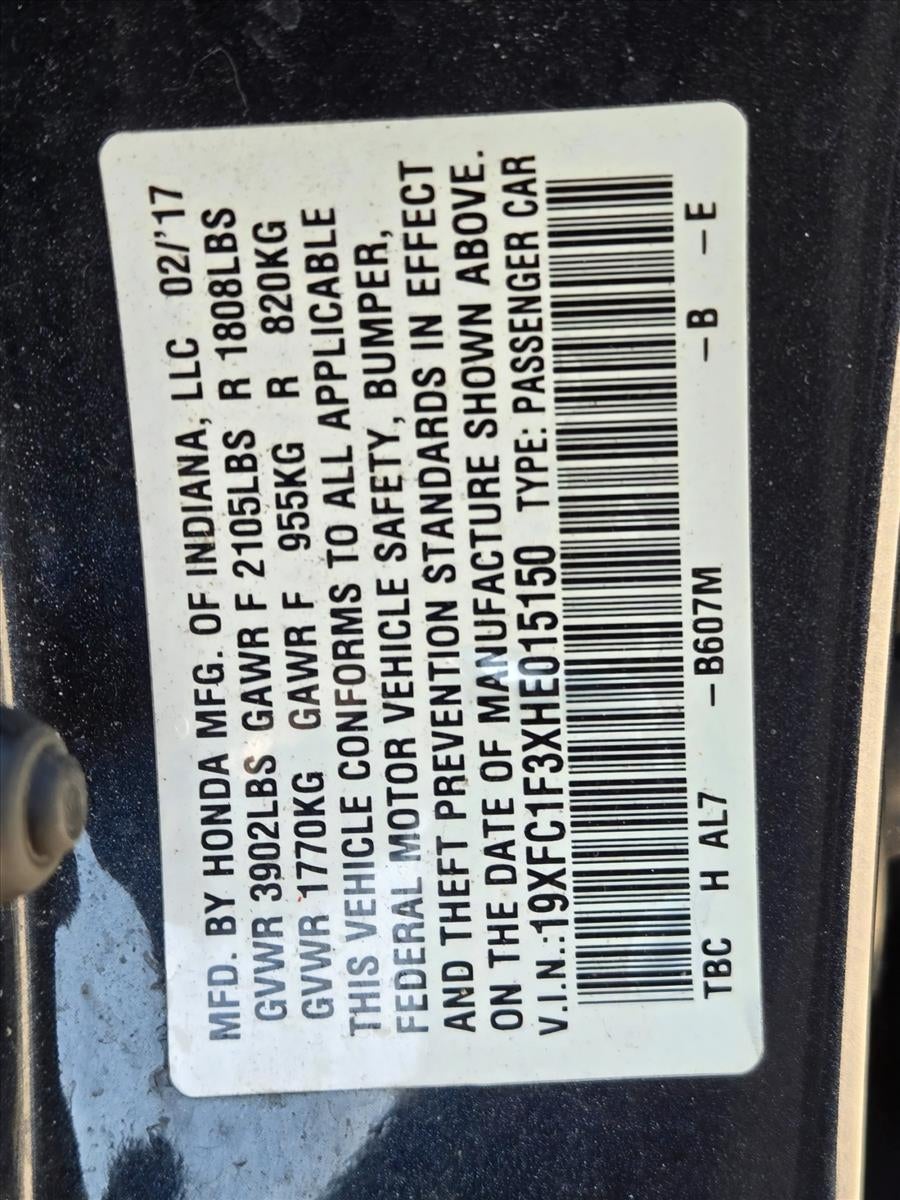 MFD. BY HONDA MFG. OF INDIANA, LLC 02/'17
GVWR 3902LBS GAWR F 2105LBS R 1808LBS
GVWR 1770KG GAWR F 955KG R 820KG
THIS VEHICLE CONFORMS TO ALL APPLICABLE
FEDERAL MOTOR VEHICLE SAFETY, BUMPER,
AND THEFT PREVENTION STANDARDS IN EFFECT
ON THE DATE OF MANUFACTURE SHOWN ABOVE.
V.I.N.:19XFC1F3XHE015150 TYPE: PASSENGER CAR
TBC H AL7 –B607M –B –E